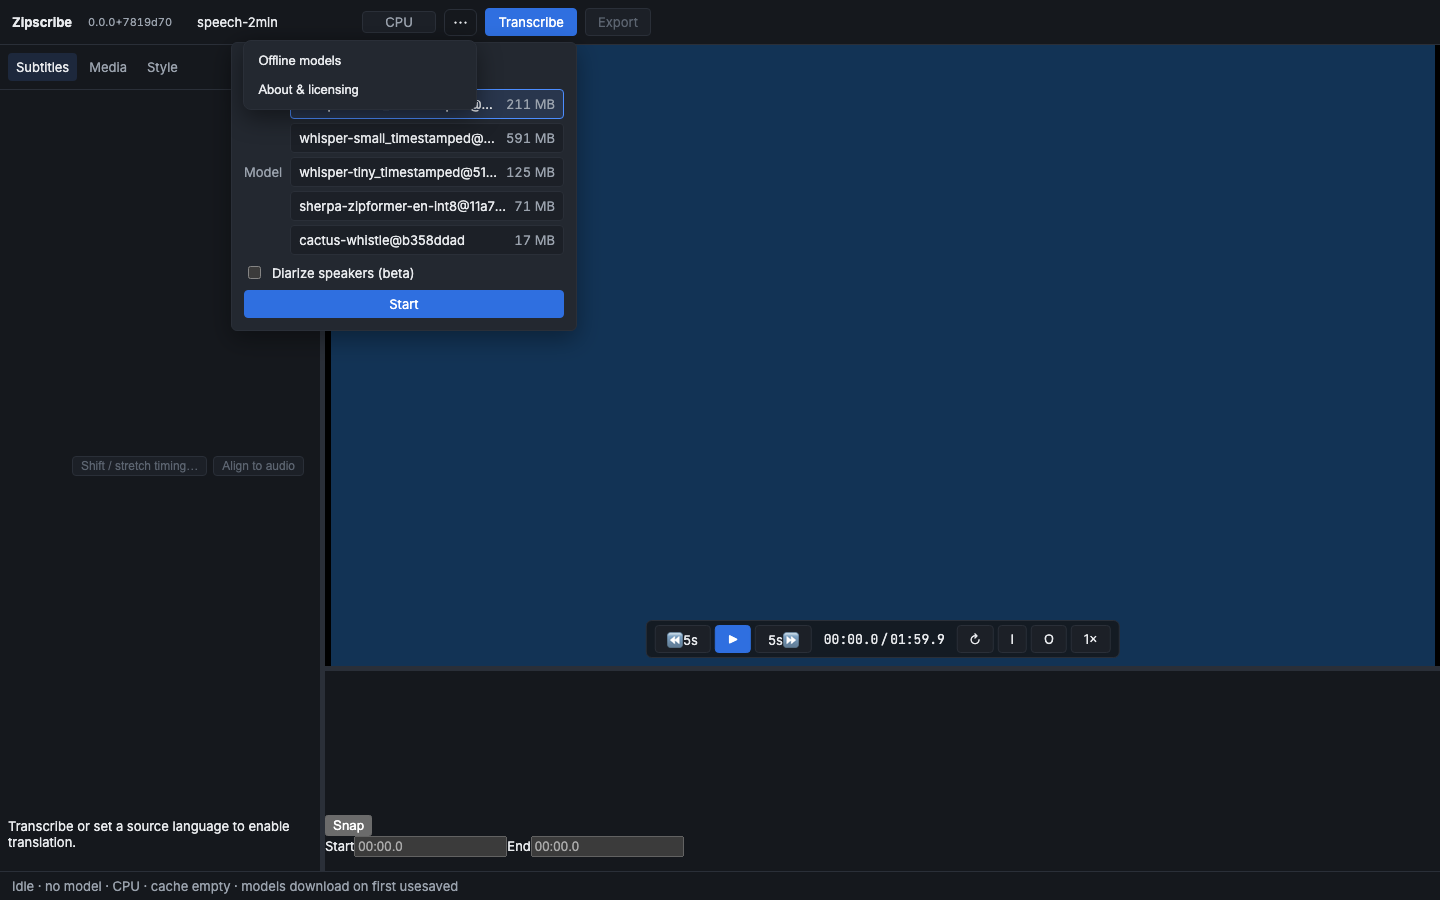 Zipscribe 0.0.0+7819d70 speech-2min CPU ··· Transcribe Export
Subtitles Media Style
Offline models
About & licensing
@... 211 MB
whisper-small_timestamped@... 591 MB
Model
whisper-tiny_timestamped@51... 125 MB
sherpa-zipformer-en-int8@11a7... 71 MB
cactus-whistle@b358ddad 17 MB
Diarize speakers (beta)
Start
Shift / stretch timing... Align to audio
5s 5s 00:00.0/01:59.9 I O 1×
Transcribe or set a source language to enable
translation.
Snap
Start 00:00.0 End 00:00.0
Idle · no model · CPU · cache empty · models download on first usesaved